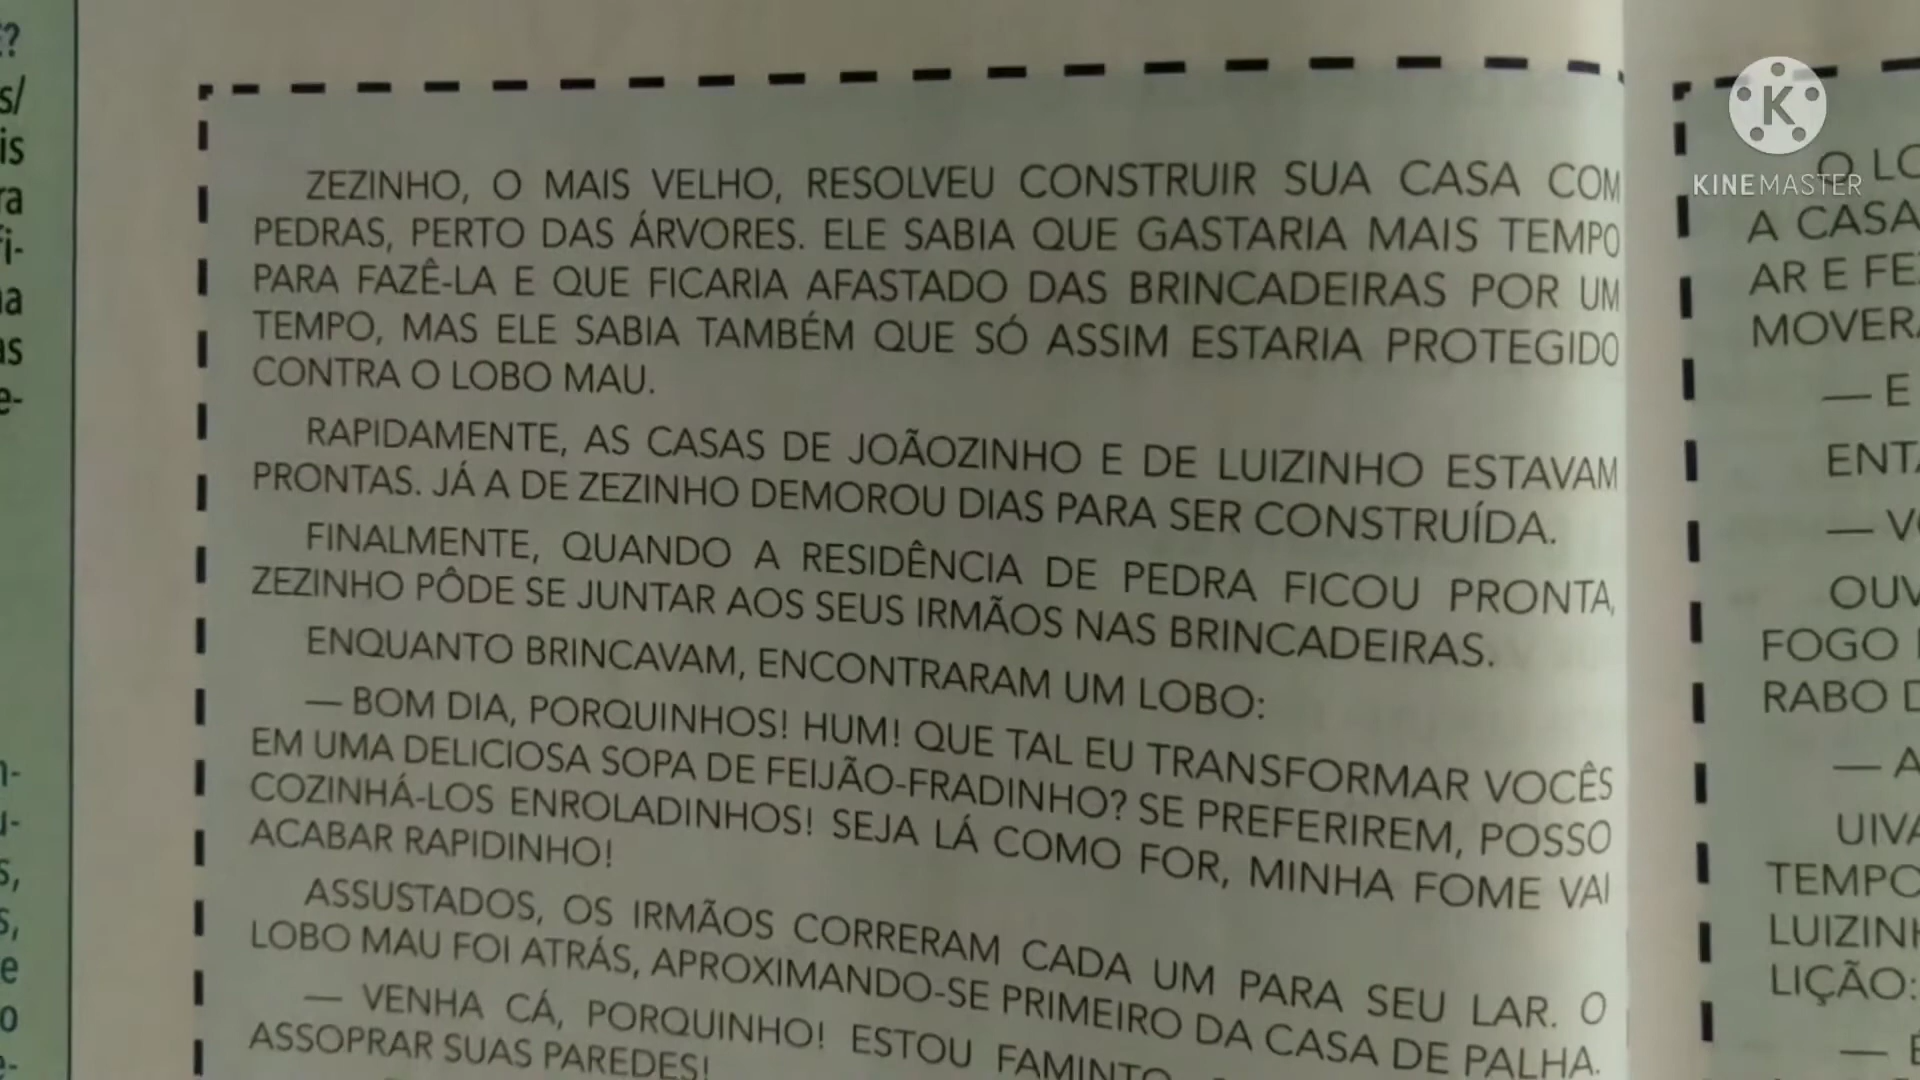 ZEZINHO, O MAIS VELHO, RESOLVEU CONSTRUIR SUA CASA COM
PEDRAS, PERTO DAS ÁRVORES. ELE SABIA QUE GASTARIA MAIS TEMPO
PARA FAZÊ-LA E QUE FICARIA AFASTADO DAS BRINCADEIRAS POR UM
TEMPO, MAS ELE SABIA TAMBÉM QUE SÓ ASSIM ESTARIA PROTEGIDO
CONTRA O LOBO MAU.
RAPIDAMENTE, AS CASAS DE JOÃOZINHO E DE LUIZINHO ESTAVAM
PRONTAS. JÁ A DE ZEZINHO DEMOROU DIAS PARA SER CONSTRUÍDA.
FINALMENTE, QUANDO A RESIDÊNCIA DE PEDRA FICOU PRONTA,
ZEZINHO PÔDE SE JUNTAR AOS SEUS IRMÃOS NAS BRINCADEIRAS.
ENQUANTO BRINCAVAM, ENCONTRARAM UM LOBO:
— BOM DIA, PORQUINHOS! HUM! QUE TAL EU TRANSFORMAR VOCÊS
EM UMA DELICIOSA SOPA DE FEIJÃO-FRADINHO? SE PREFERIREM, POSSO
COZINHÁ-LOS ENROLADINHOS! SEJA LÁ COMO FOR, MINHA FOME VAI
ACABAR RAPIDINHO!
ASSUSTADOS, OS IRMÃOS CORRERAM CADA UM PARA SEU LAR. O
LOBO MAU FOI ATRÁS, APROXIMANDO-SE PRIMEIRO DA CASA DE PALHA.
— VENHA CÁ, PORQUINHO! ESTOU FAMINTO
ASSOPRAR SUAS PAREDES!
KINEMASTER
O
A CASA
AR E
— E
—
FOGO
RABO
—
LIÇÃO:
—